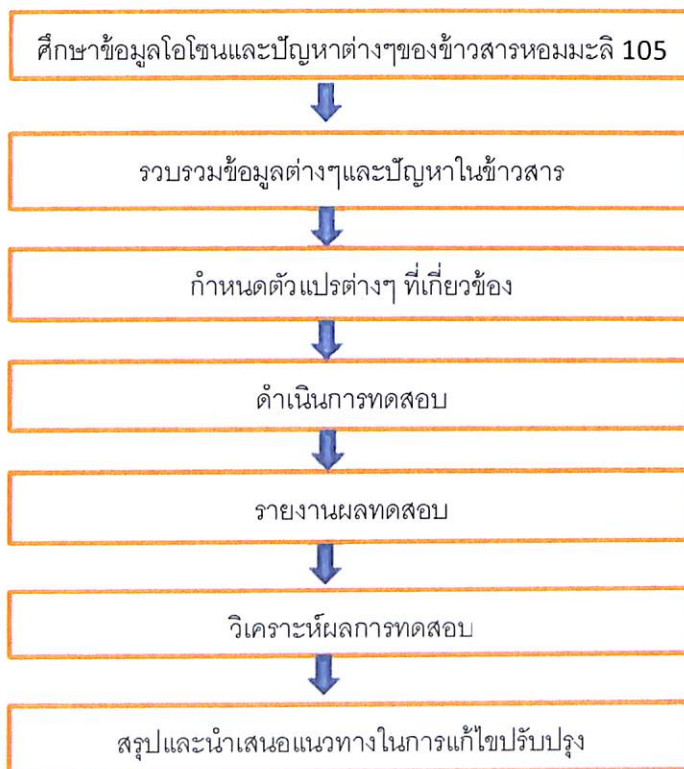 ศึกษาข้อมูลโอโซนและปัญหาต่างๆของข้าวสารหอมมะลิ 105
รวบรวมข้อมูลต่างๆและปัญหาในข้าวสาร
กำหนดตัวแปรต่างๆ ที่เกี่ยวข้อง
ดำเนินการทดสอบ
รายงานผลทดสอบ
วิเคราะห์ผลการทดสอบ
สรุปและนำเสนอแนวทางในการแก้ไขปรับปรุง